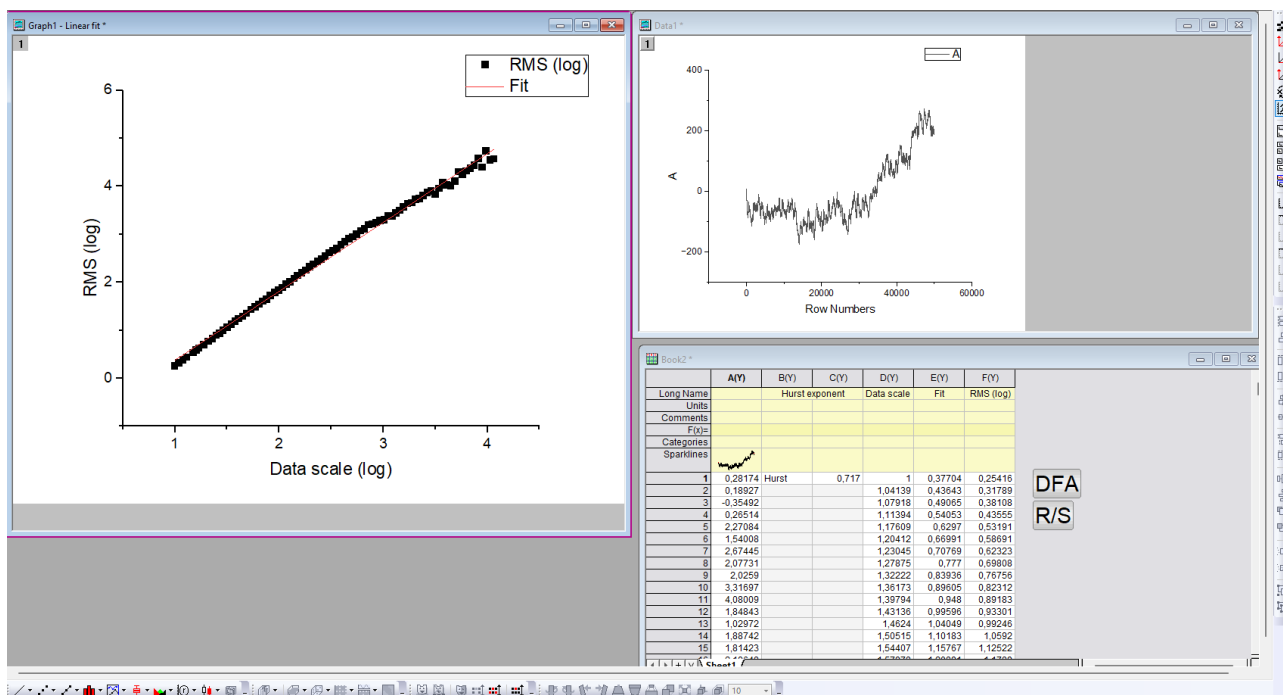 Graph1 - Linear fit *
1
RMS (log)
Fit
6
4
2
0
RMS (log)
1 2 3 4
Data scale (log)
Data1 *
1
A
400
200
0
−200
A
0 20000 40000 60000
Row Numbers
Book2 *
A(Y) B(Y) C(Y) D(Y) E(Y) F(Y)
Long Name Hurst exponent Data scale Fit RMS (log)
Units
Comments
F(x)=
Categories
Sparklines
1 0,28174 Hurst 0,717 1 0,37704 0,25416
2 0,18927 1,04139 0,43643 0,31789
3 -0,35492 1,07918 0,49065 0,38108
4 0,26514 1,11394 0,54053 0,43555
5 2,27084 1,17609 0,6297 0,53191
6 1,54008 1,20412 0,66991 0,58691
7 2,67445 1,23045 0,70769 0,62323
8 2,07731 1,27875 0,777 0,69808
9 2,0259 1,32222 0,83936 0,76756
10 3,31697 1,36173 0,89605 0,82312
11 4,08009 1,39794 0,948 0,89183
12 1,84843 1,43136 0,99596 0,93301
13 1,02972 1,4624 1,04049 0,99246
14 1,88742 1,50515 1,10183 1,0592
15 1,81423 1,54407 1,15767 1,12522
Sheet1
DFA
R/S
10